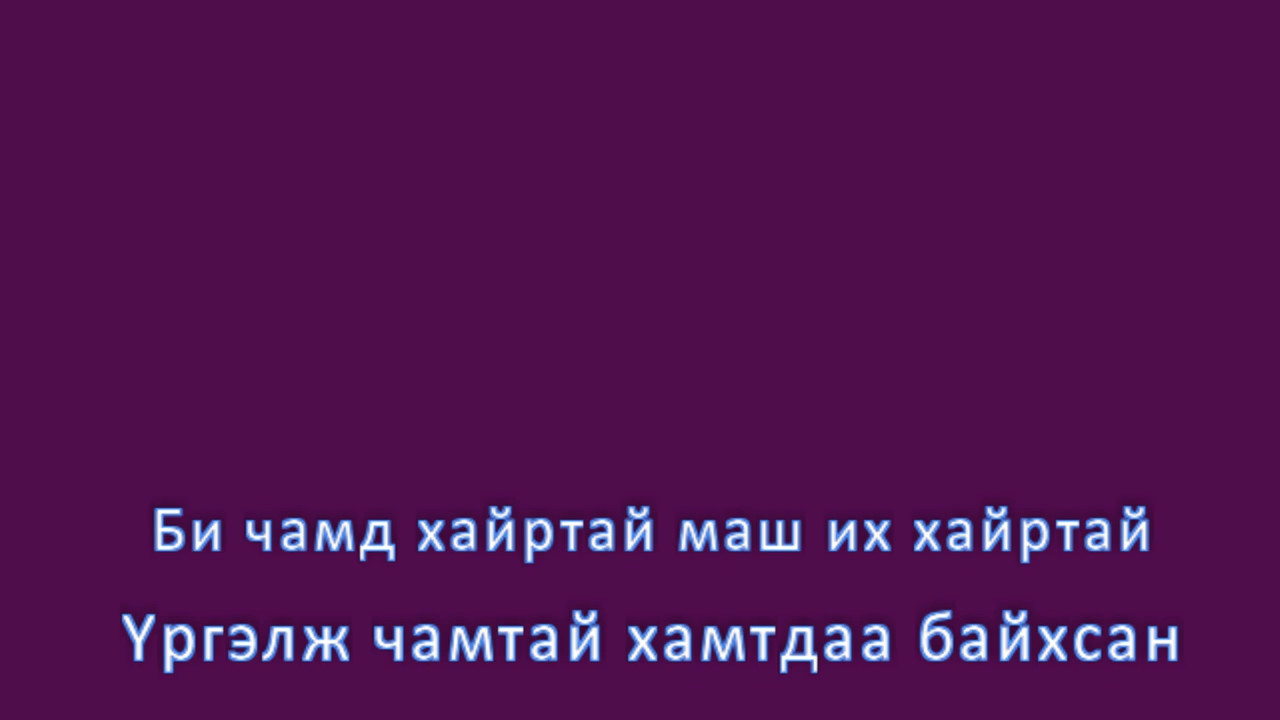 Би чамд хайртай маш их хайртай
Үргэлж чамтай хамтдаа байхсан